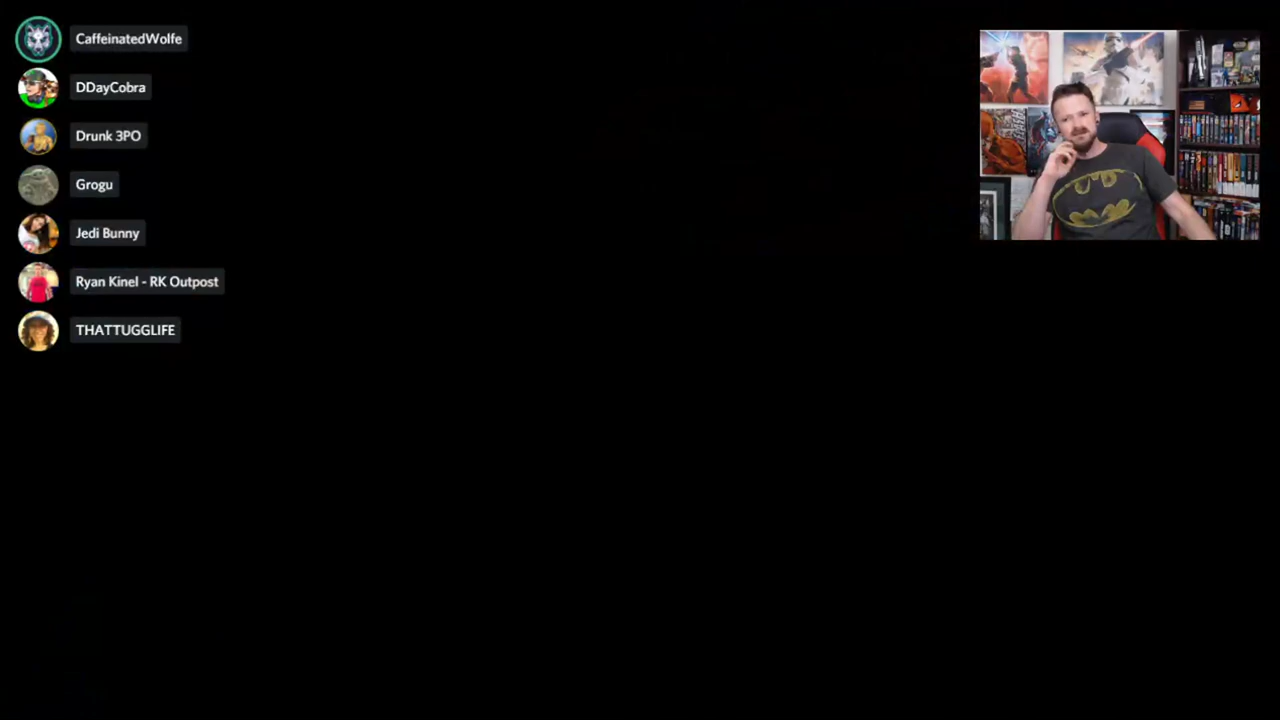 CaffeinatedWolfe
DDayCobra
Drunk 3PO
Grogu
Jedi Bunny
Ryan Kinel - RK Outpost
THATTUGGLIFE